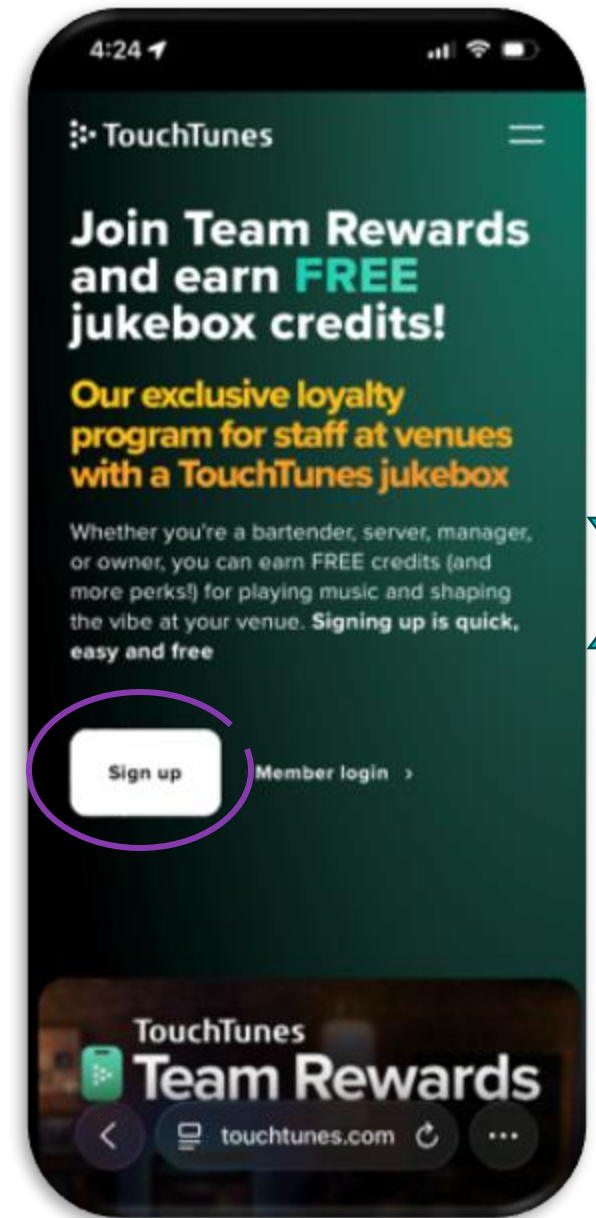 4:24
TouchTunes
Join Team Rewards
and earn FREE
jukebox credits!
Our exclusive loyalty
program for staff at venues
with a TouchTunes jukebox
Whether you're a bartender, server, manager,
or owner, you can earn FREE credits (and
more perks!) for playing music and shaping
the vibe at your venue. Signing up is quick,
easy and free
Sign up Member login >
TouchTunes
Team Rewards
touchtunes.com